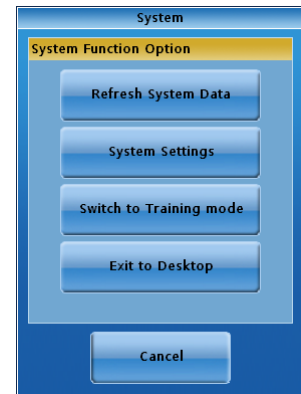 System
System Function Option
Refresh System Data
System Settings
Switch to Training mode
Exit to Desktop
Cancel